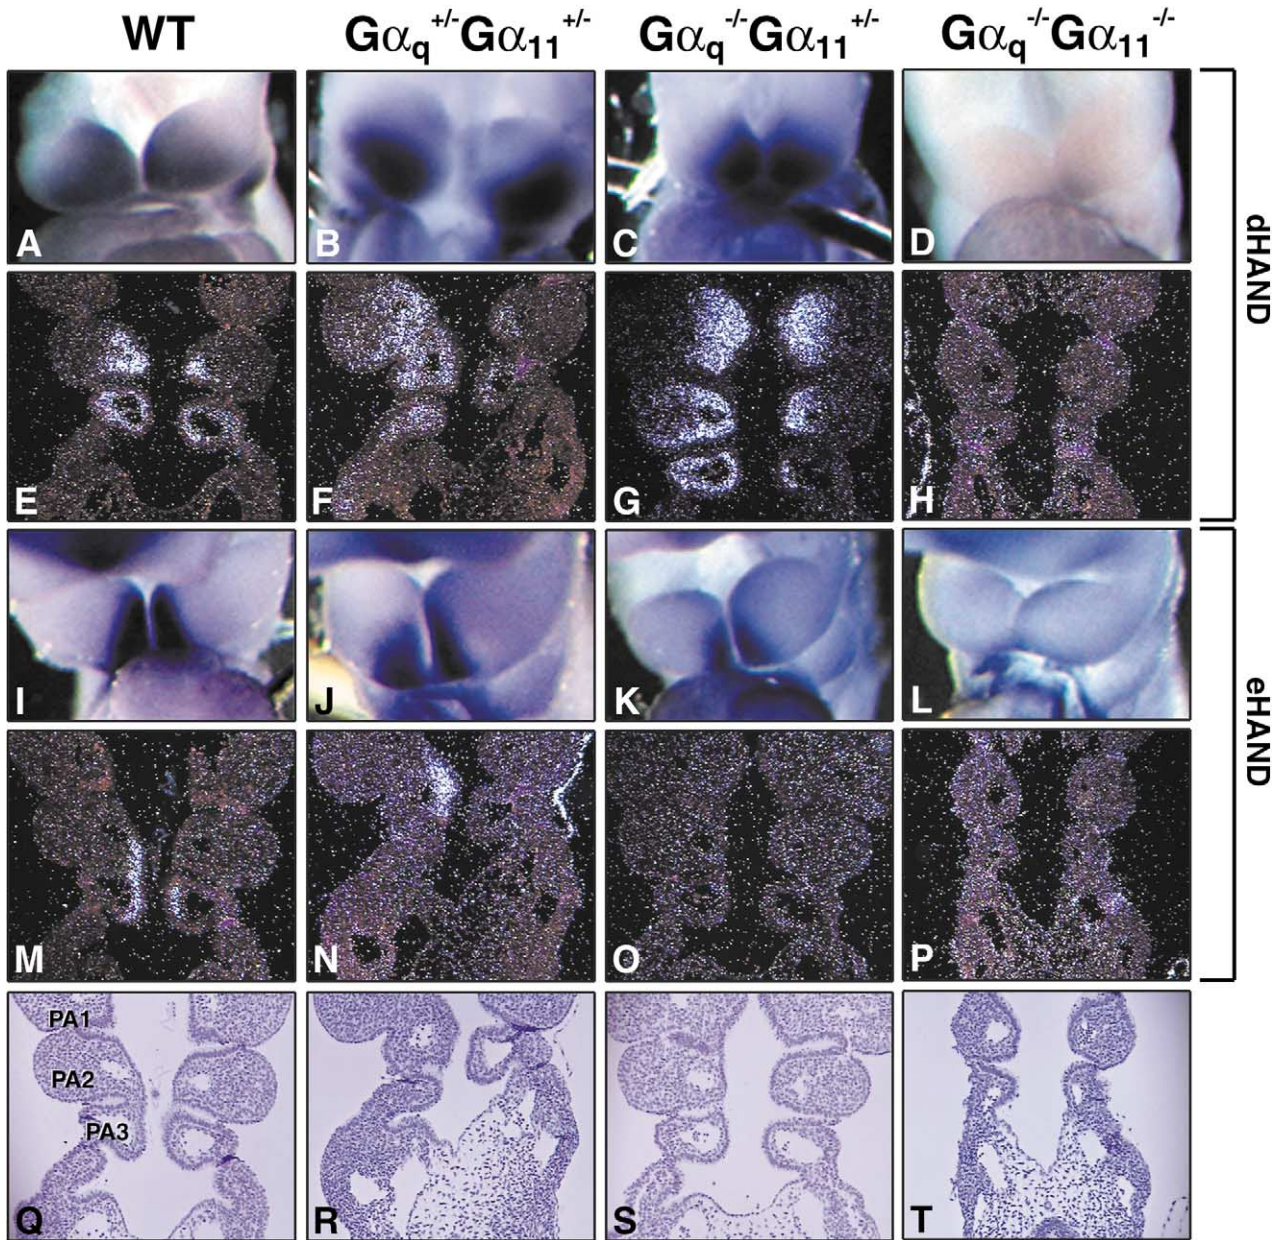 WT
Gαq+/-Gα11+/-
Gαq-/-Gα11+/-
Gαq-/-Gα11-/-
A
B
C
D
dHAND
E
F
G
H
I
J
K
L
eHAND
M
N
O
P
PA1
PA2
PA3
Q
R
S
T